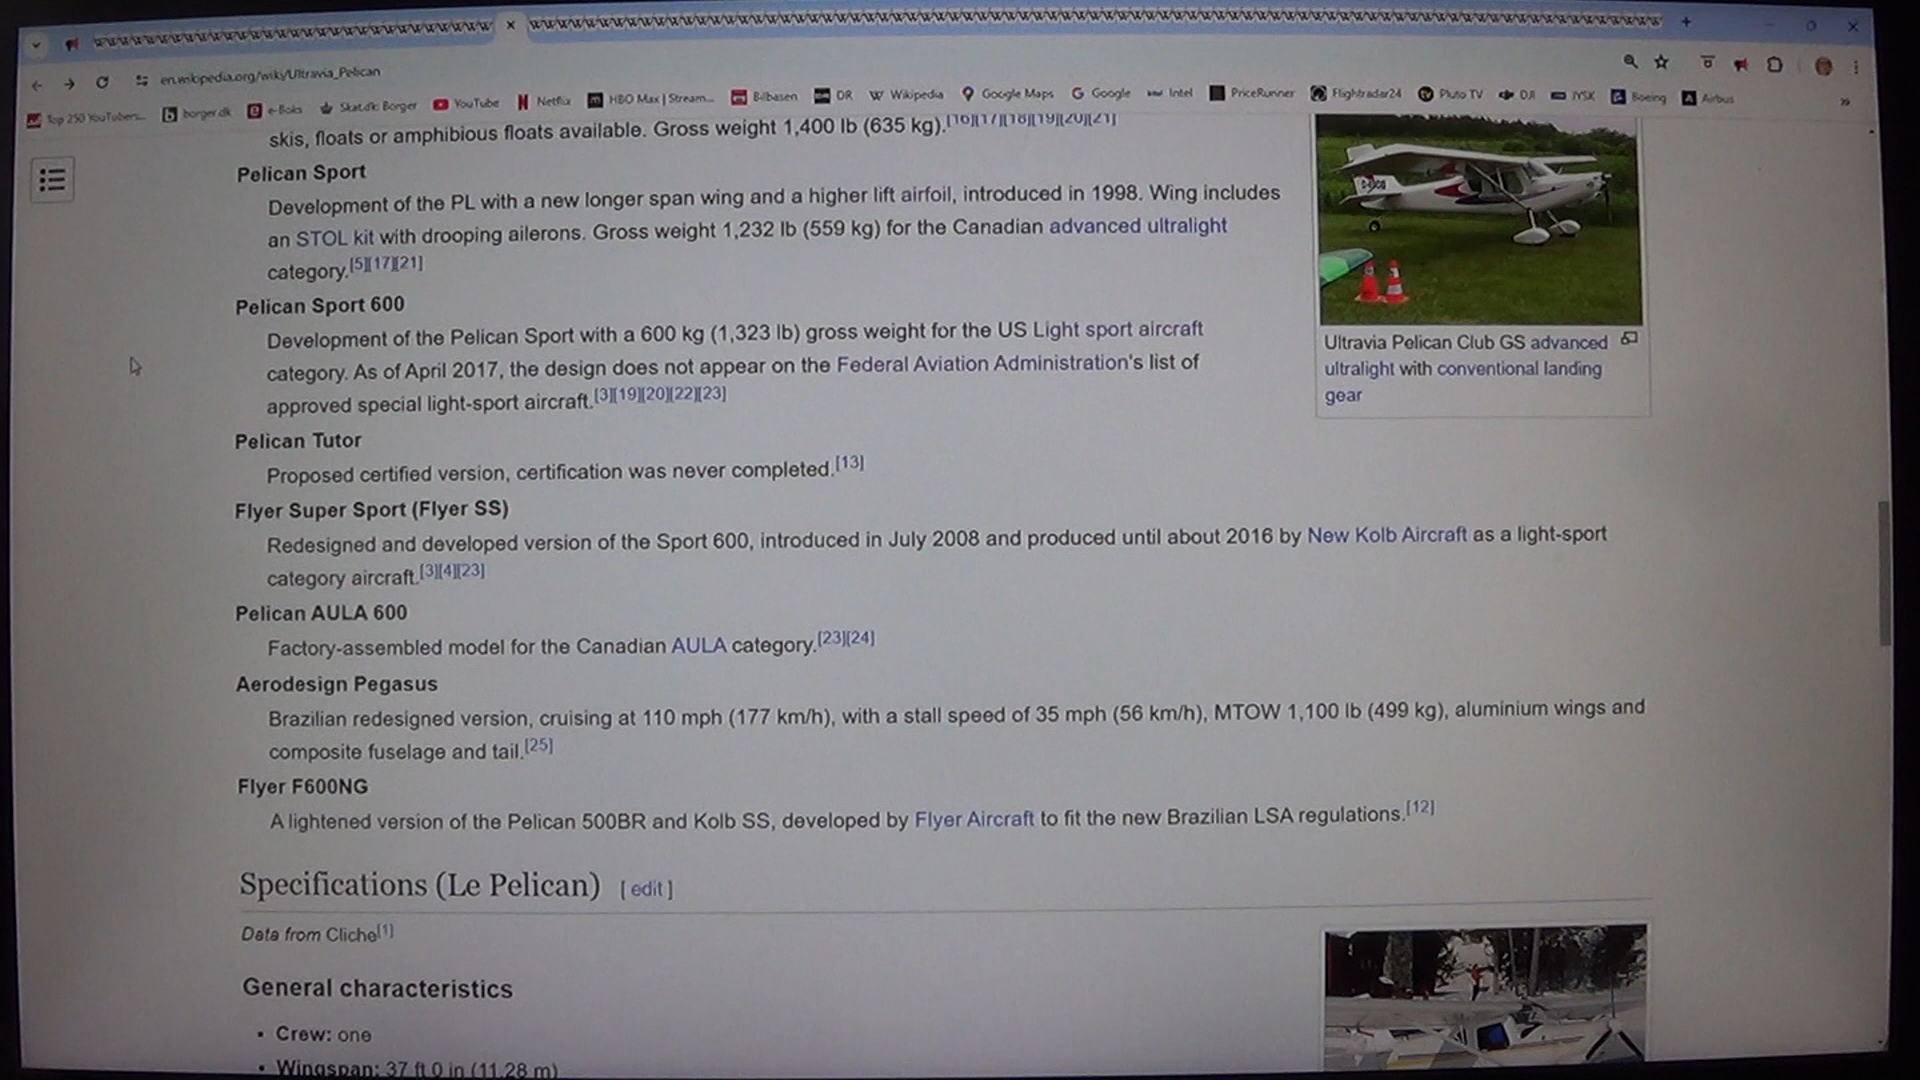 en.wikipedia.org/wiki/Ultravia_Pelican
Top 250 YouTubers... borger.dk e-Boks Skat.dk: Borger YouTube Netflix HBO Max | Stream... Bilbasen DR Wikipedia Google Maps Google Intel PriceRunner Flightradar24 Pluto TV DJI JYSK Boeing Airbus
skis, floats or amphibious floats available. Gross weight 1,400 lb (635 kg).[16][17][18][19][20][21]
Pelican Sport
Development of the PL with a new longer span wing and a higher lift airfoil, introduced in 1998. Wing includes
an STOL kit with drooping ailerons. Gross weight 1,232 lb (559 kg) for the Canadian advanced ultralight
category.[5][17][21]
Pelican Sport 600
Development of the Pelican Sport with a 600 kg (1,323 lb) gross weight for the US Light sport aircraft
category. As of April 2017, the design does not appear on the Federal Aviation Administration's list of
approved special light-sport aircraft.[3][19][20][22][23]
Ultravia Pelican Club GS advanced
ultralight with conventional landing
gear
Pelican Tutor
Proposed certified version, certification was never completed.[13]
Flyer Super Sport (Flyer SS)
Redesigned and developed version of the Sport 600, introduced in July 2008 and produced until about 2016 by New Kolb Aircraft as a light-sport
category aircraft.[3][4][23]
Pelican AULA 600
Factory-assembled model for the Canadian AULA category.[23][24]
Aerodesign Pegasus
Brazilian redesigned version, cruising at 110 mph (177 km/h), with a stall speed of 35 mph (56 km/h), MTOW 1,100 lb (499 kg), aluminium wings and
composite fuselage and tail.[25]
Flyer F600NG
A lightened version of the Pelican 500BR and Kolb SS, developed by Flyer Aircraft to fit the new Brazilian LSA regulations.[12]
Specifications (Le Pelican) [ edit ]
Data from Cliche[1]
General characteristics
• Crew: one
• Wingspan: 37 ft 0 in (11.28 m)